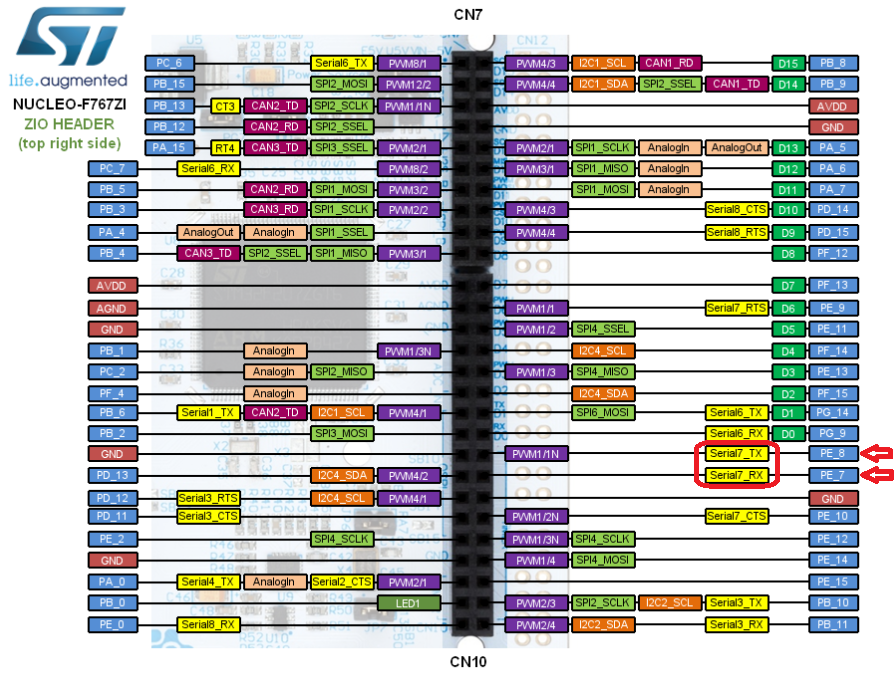 CN7
ST
life.augmented
NUCLEO-F767ZI
ZIO HEADER
(top right side)
CN12
PC_6 Serial6_TX PWM8/1 PWM4/3 I2C1_SCL CAN1_RD D15 PB_8
PB_15 SPI2_MOSI PWM12/2 PWM4/4 I2C1_SDA SPI2_SSEL CAN1_TD D14 PB_9
PB_13 CT3 CAN2_TD SPI2_SCLK PWM1/1N AVDD
PB_12 CAN2_RD SPI2_SSEL GND
PA_15 RT4 CAN3_TD SPI3_SSEL PWM2/1 PWM2/1 SPI1_SCLK AnalogIn AnalogOut D13 PA_5
PC_7 Serial6_RX PWM8/2 PWM3/1 SPI1_MISO AnalogIn D12 PA_6
PB_5 CAN2_RD SPI1_MOSI PWM3/2 SPI1_MOSI AnalogIn D11 PA_7
PB_3 CAN3_RD SPI1_SCLK PWM2/2 PWM4/3 Serial8_CTS D10 PD_14
PA_4 AnalogOut AnalogIn SPI1_SSEL PWM4/4 Serial8_RTS D9 PD_15
PB_4 CAN3_TD SPI2_SSEL SPI1_MISO PWM3/1 D8 PF_12
AVDD D7 PF_13
AGND PWM1/1 Serial7_RTS D6 PE_9
GND PWM1/2 SPI4_SSEL D5 PE_11
PB_1 AnalogIn PWM1/3N I2C4_SCL D4 PF_14
PC_2 AnalogIn SPI2_MISO PWM1/3 SPI4_MISO D3 PE_13
PF_4 AnalogIn I2C4_SDA D2 PF_15
PB_6 Serial1_TX CAN2_TD I2C1_SCL PWM4/1 SPI6_MOSI Serial6_TX D1 PG_14
PB_2 SPI3_MOSI Serial6_RX D0 PG_9
GND PWM1/1N Serial7_TX PE_8
PD_13 I2C4_SDA PWM4/2 Serial7_RX PE_7
PD_12 Serial3_RTS I2C4_SCL PWM4/1 GND
PD_11 Serial3_CTS PWM1/2N Serial7_CTS PE_10
PE_2 SPI4_SCLK PWM1/3N SPI4_SCLK PE_12
GND PWM1/4 SPI4_MOSI PE_14
PA_0 Serial4_TX AnalogIn Serial2_CTS PWM2/1 PE_15
PB_0 LED1 PWM2/3 SPI2_SCLK I2C2_SCL Serial3_TX PB_10
PE_0 Serial8_RX PWM2/4 I2C2_SDA Serial3_RX PB_11
CN10